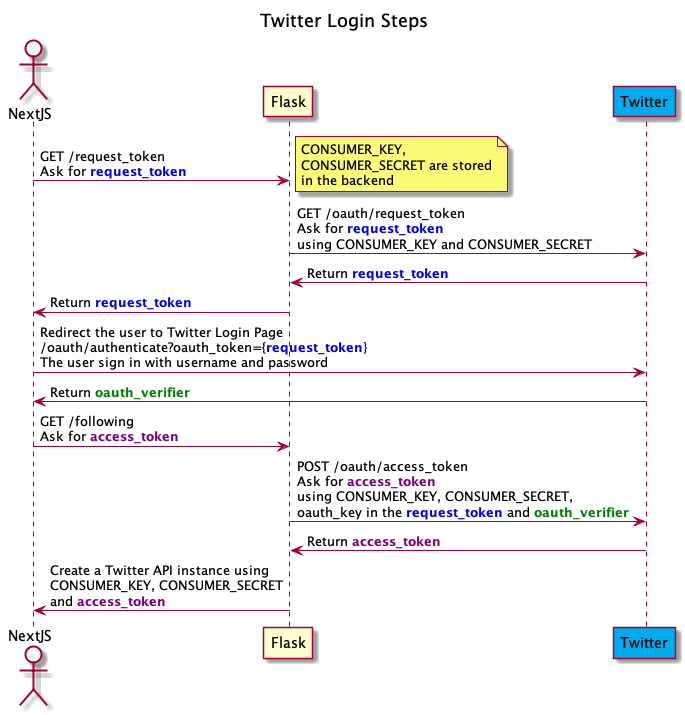 Twitter Login Steps
NextJS
Flask
Twitter
GET /request_token
Ask for request_token
CONSUMER_KEY,
CONSUMER_SECRET are stored
in the backend
GET /oauth/request_token
Ask for request_token
using CONSUMER_KEY and CONSUMER_SECRET
Return request_token
Return request_token
Redirect the user to Twitter Login Page
/oauth/authenticate?oauth_token={request_token}
The user sign in with username and password
Return oauth_verifier
GET /following
Ask for access_token
POST /oauth/access_token
Ask for access_token
using CONSUMER_KEY, CONSUMER_SECRET,
oauth_key in the request_token and oauth_verifier
Return access_token
Create a Twitter API instance using
CONSUMER_KEY, CONSUMER_SECRET
and access_token
NextJS
Flask
Twitter